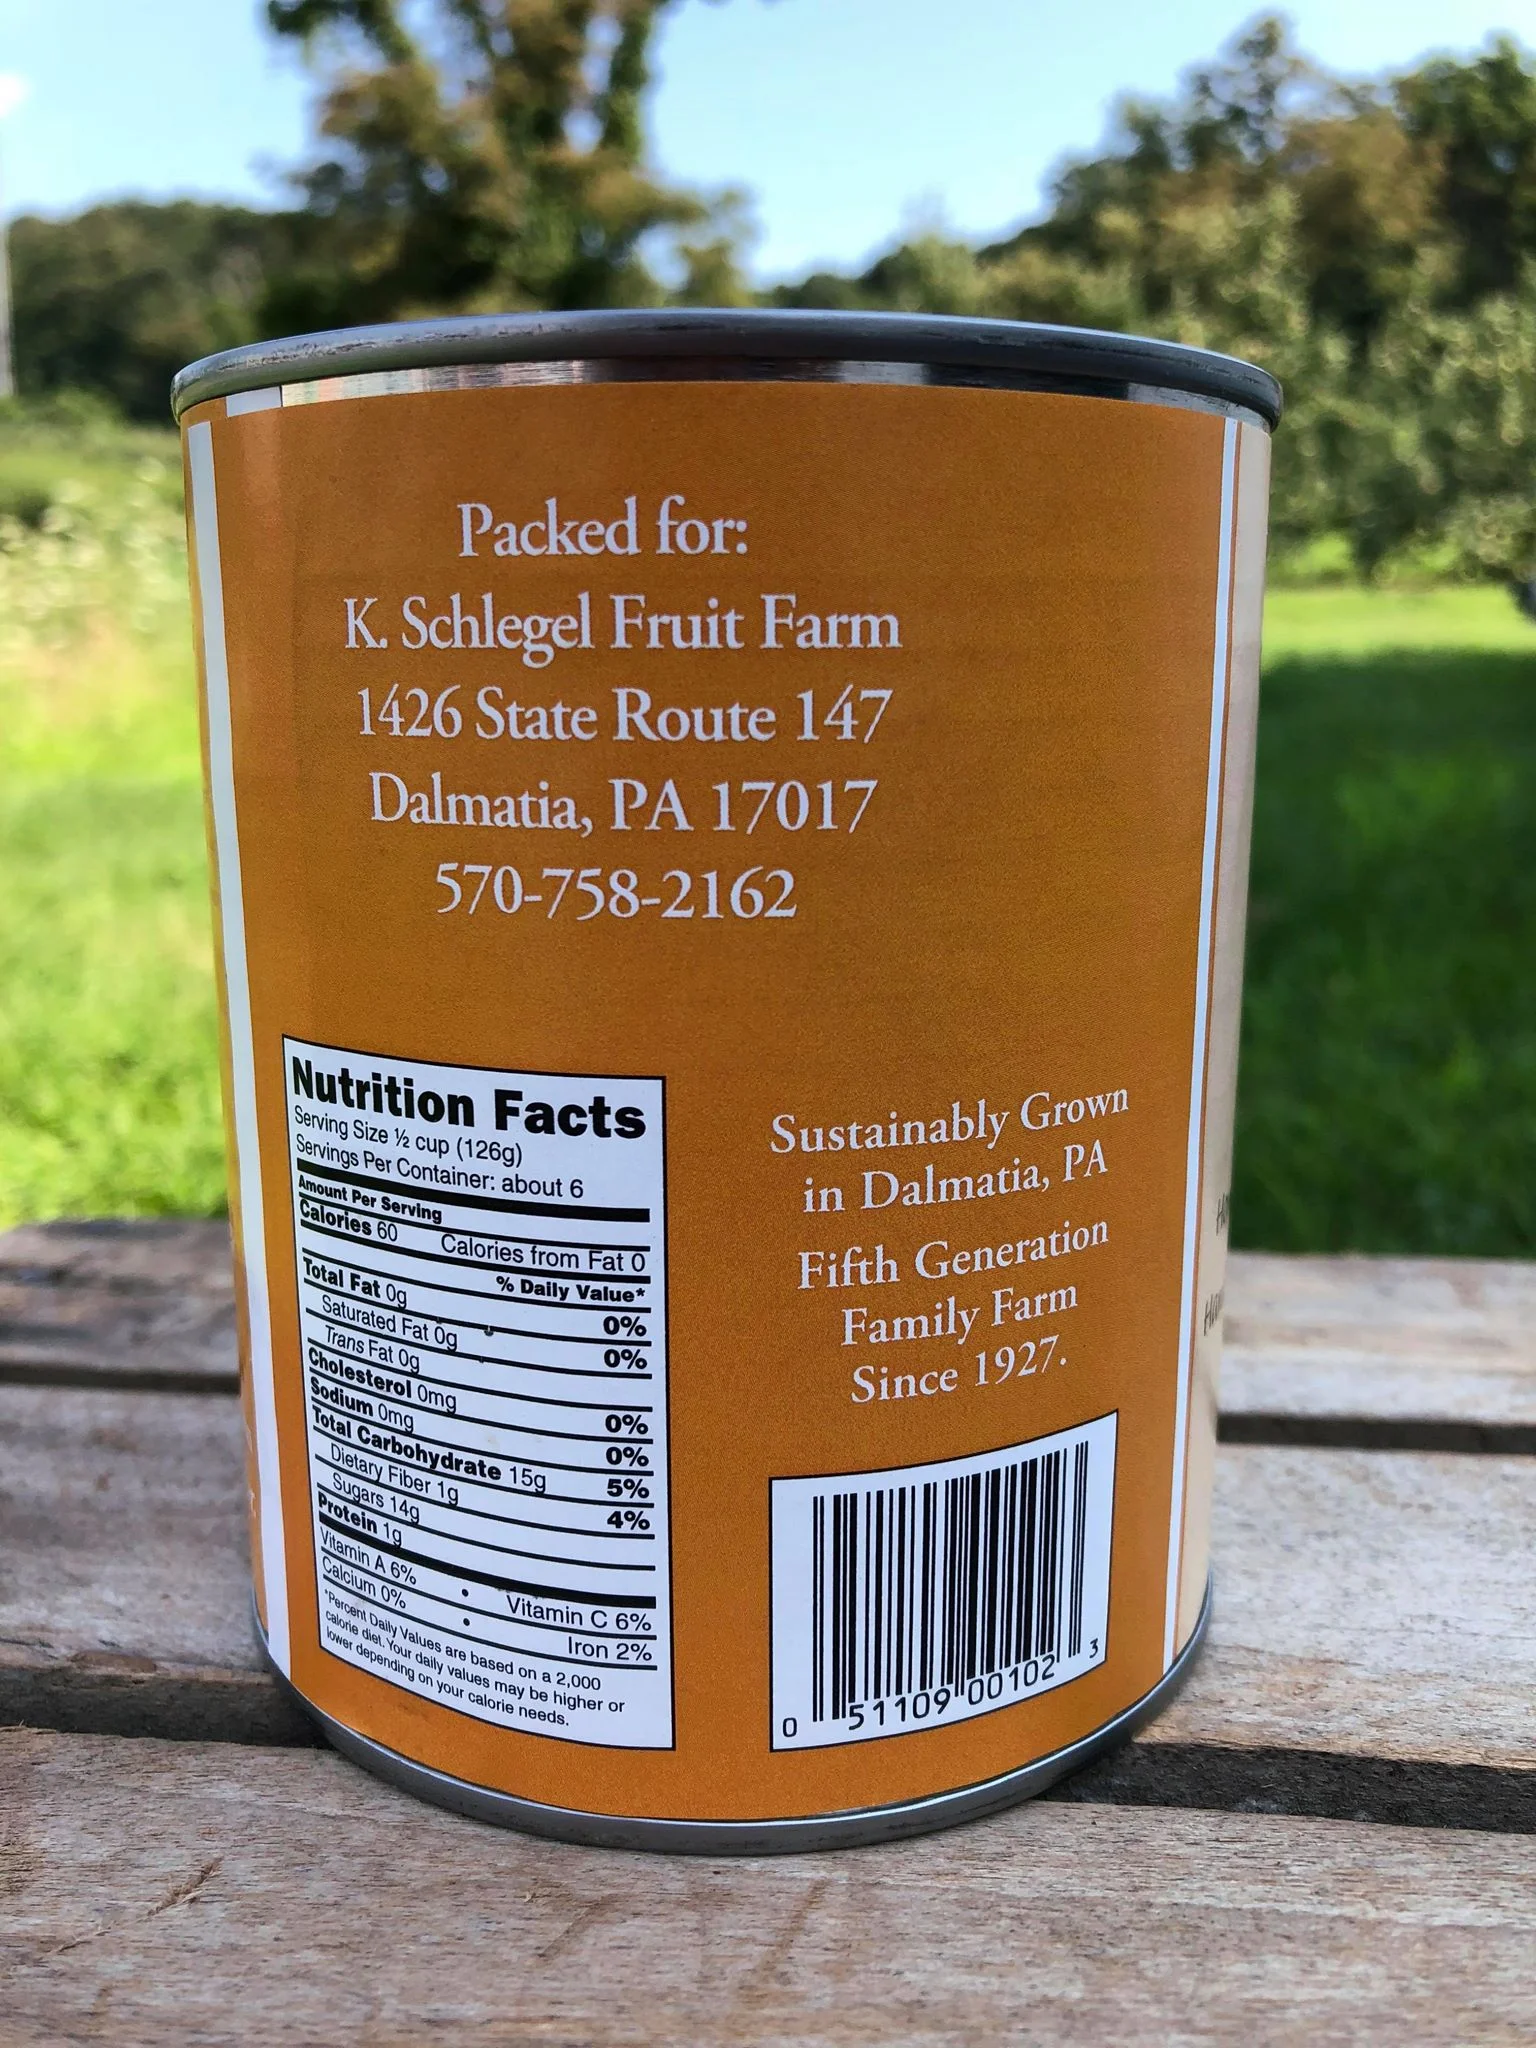 Packed for:
K. Schlegel Fruit Farm
1426 State Route 147
Dalmatia, PA 17017
570-758-2162
Nutrition Facts
Serving Size ½ cup (126g)
Servings Per Container: about 6
Amount Per Serving
Calories 60 Calories from Fat 0
% Daily Value*
Total Fat 0g 0%
Saturated Fat 0g 0%
Trans Fat 0g
Cholesterol 0mg 0%
Sodium 0mg 0%
Total Carbohydrate 15g 5%
Dietary Fiber 1g 4%
Sugars 14g
Protein 1g
Vitamin A 6% • Vitamin C 6%
Calcium 0% • Iron 2%
*Percent Daily Values are based on a 2,000
calorie diet. Your daily values may be higher or
lower depending on your calorie needs.
Sustainably Grown
in Dalmatia, PA
Fifth Generation
Family Farm
Since 1927.
0 51109 00102 3